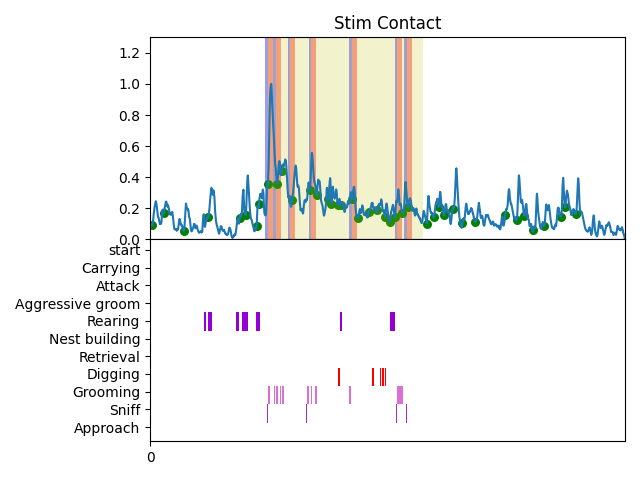 Stim Contact
1.2
1.0
0.8
0.6
0.4
0.2
0.0
start
Carrying
Attack
Aggressive groom
Rearing
Nest building
Retrieval
Digging
Grooming
Sniff
Approach
0